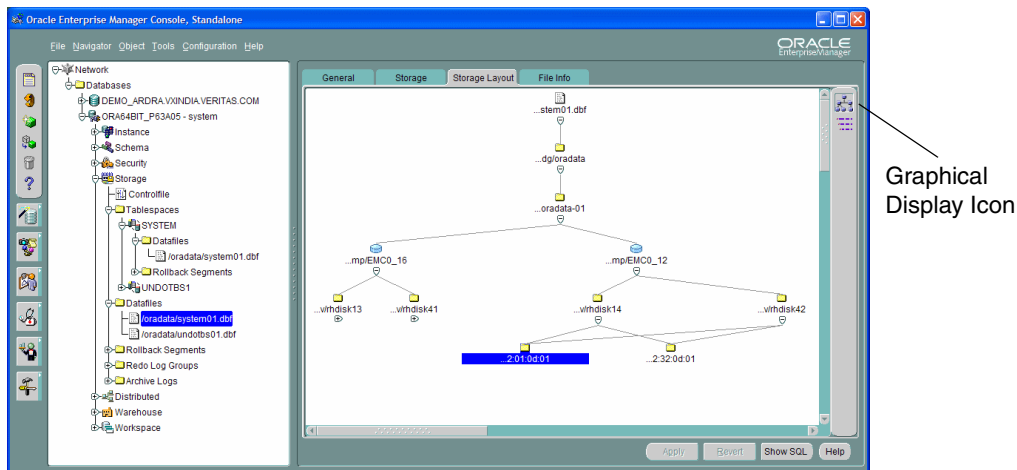 Oracle Enterprise Manager Console, Standalone
File Navigator Object Tools Configuration Help
ORACLE
EnterpriseManager
Network
Databases
DEMO_ARDRA.VXINDIA.VERITAS.COM
ORA64BIT_P63A05 - system
Instance
Schema
Security
Storage
Controlfile
Tablespaces
SYSTEM
Datafiles
/oradata/system01.dbf
Rollback Segments
UNDOTBS1
Datafiles
/oradata/system01.dbf
/oradata/undotbs01.dbf
Rollback Segments
Redo Log Groups
Archive Logs
Distributed
Warehouse
Workspace
General Storage Storage Layout File Info
...stem01.dbf
...dg/oradata
...oradata-01
...mp/EMC0_16 ...mp/EMC0_12
...v/rhdisk13 ...v/rhdisk41 ...v/rhdisk14 ...v/rhdisk42
...2:01:0d:01 ...2:32:0d:01
Apply Revert Show SQL Help
Graphical
Display Icon